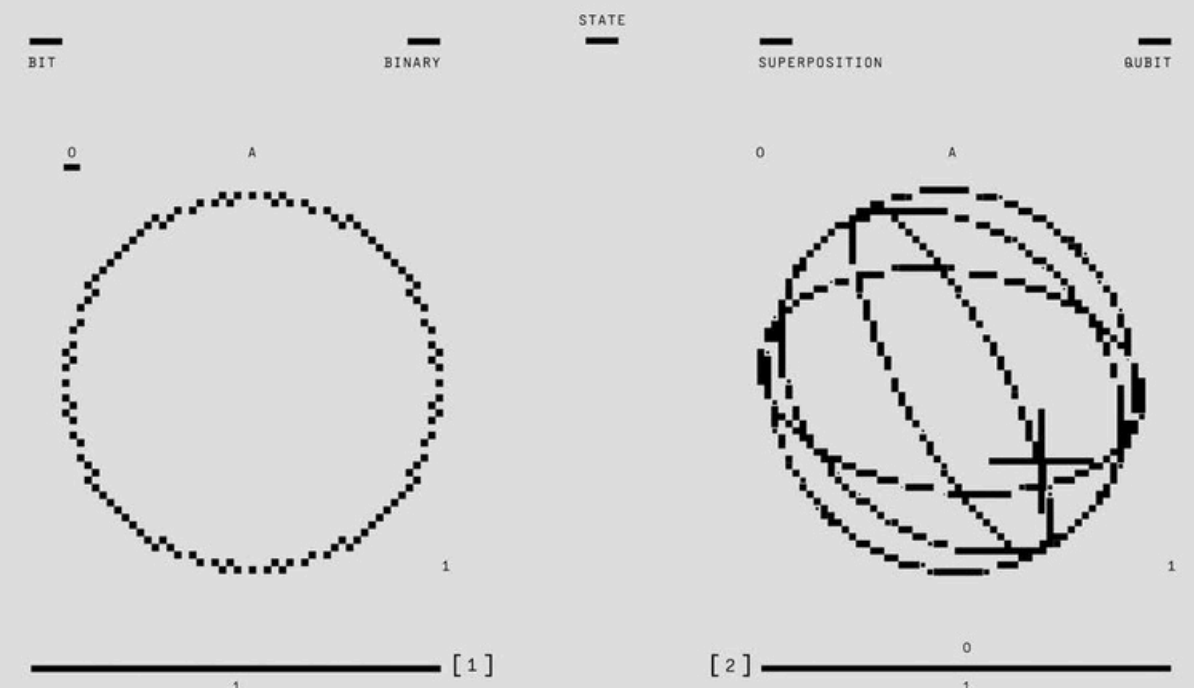 STATE
BIT BINARY SUPERPOSITION QUBIT
0 A 0 A
1 1
[1] [2] 0
1 1